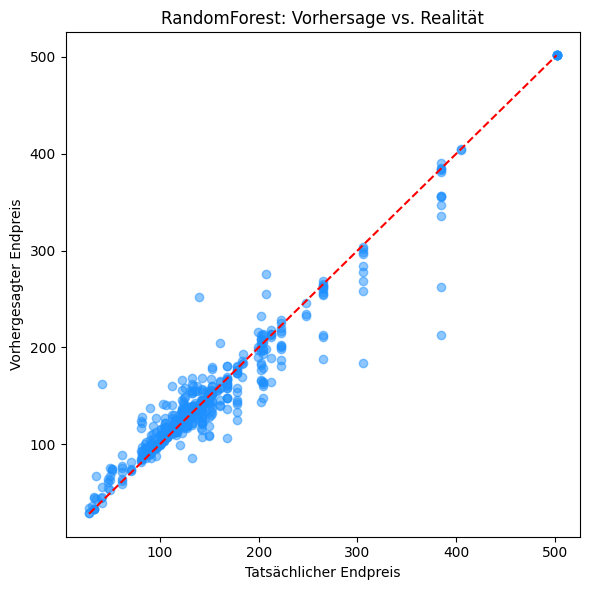 RandomForest: Vorhersage vs. Realität
Vorhergesagter Endpreis
500
400
300
200
100
100 200 300 400 500
Tatsächlicher Endpreis